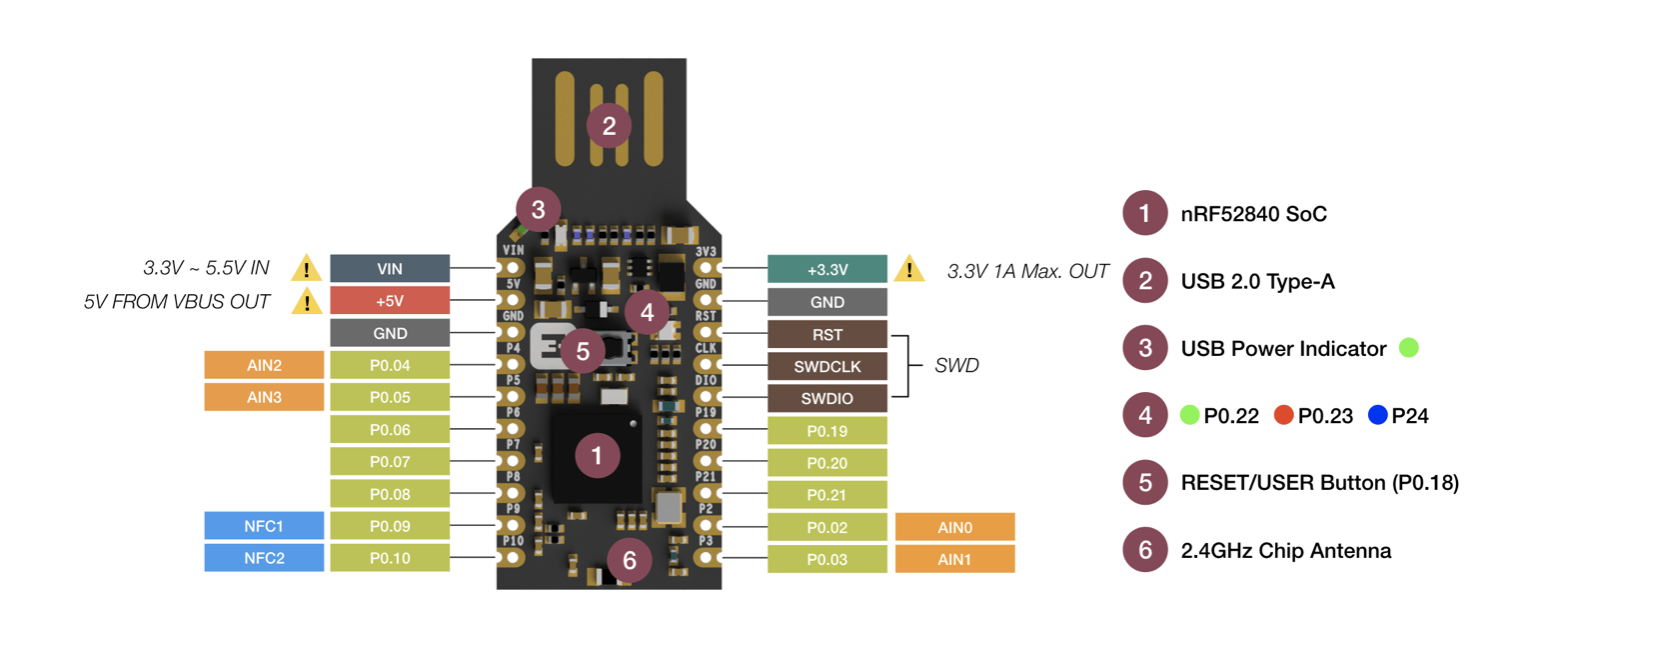 2
3
VIN
3V3
3.3V ~ 5.5V IN
!
VIN
+3.3V
!
3.3V 1A Max. OUT
5V
GND
5V FROM VBUS OUT
!
+5V
GND
GND
4
RST
GND
E
5
RST
P4
CLK
AIN2
P0.04
SWDCLK
SWD
P5
DIO
AIN3
P0.05
SWDIO
P6
P19
P0.06
P0.19
P7
1
P20
P0.07
P0.20
P8
P21
P0.08
P0.21
P9
P2
NFC1
P0.09
P0.02
AIN0
P10
P3
NFC2
P0.10
6
P0.03
AIN1
1 nRF52840 SoC
2 USB 2.0 Type-A
3 USB Power Indicator
4 P0.22 P0.23 P24
5 RESET/USER Button (P0.18)
6 2.4GHz Chip Antenna